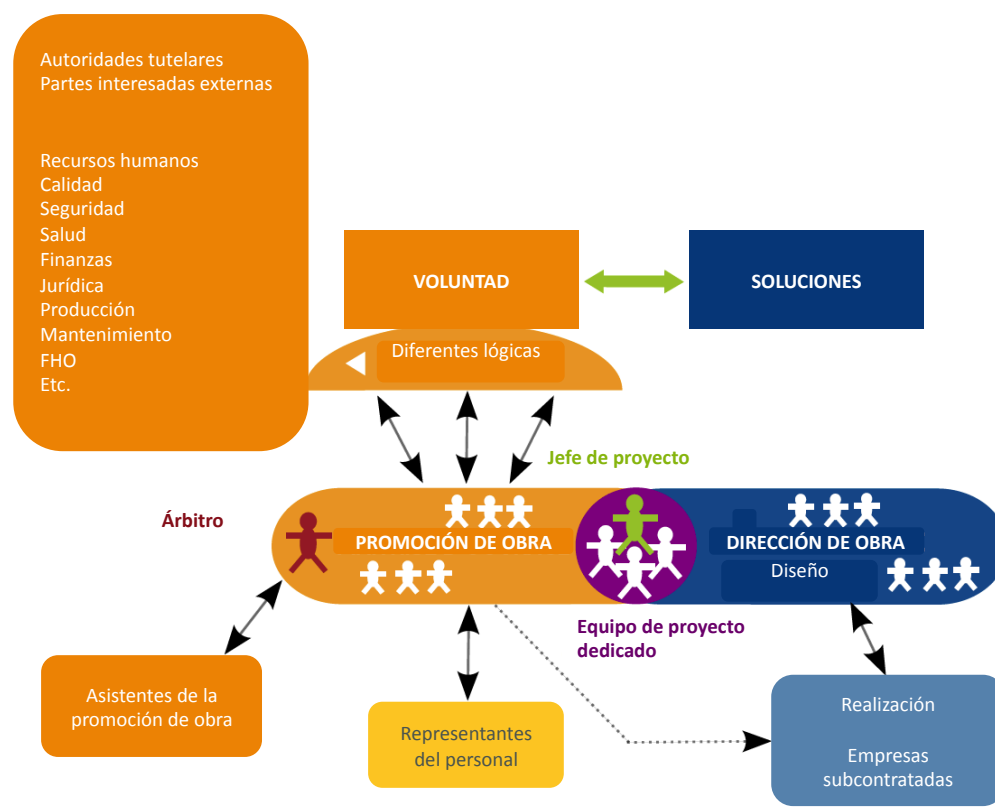 Autoridades tutelares
Partes interesadas externas
Recursos humanos
Calidad
Seguridad
Salud
Finanzas
Jurídica
Producción
Mantenimiento
FHO
Etc.
VOLUNTAD
SOLUCIONES
Diferentes lógicas
Jefe de proyecto
Árbitro
PROMOCIÓN DE OBRA
DIRECCIÓN DE OBRA
Diseño
Equipo de proyecto
dedicado
Asistentes de la
promoción de obra
Representantes
del personal
Realización
Empresas
subcontratadas